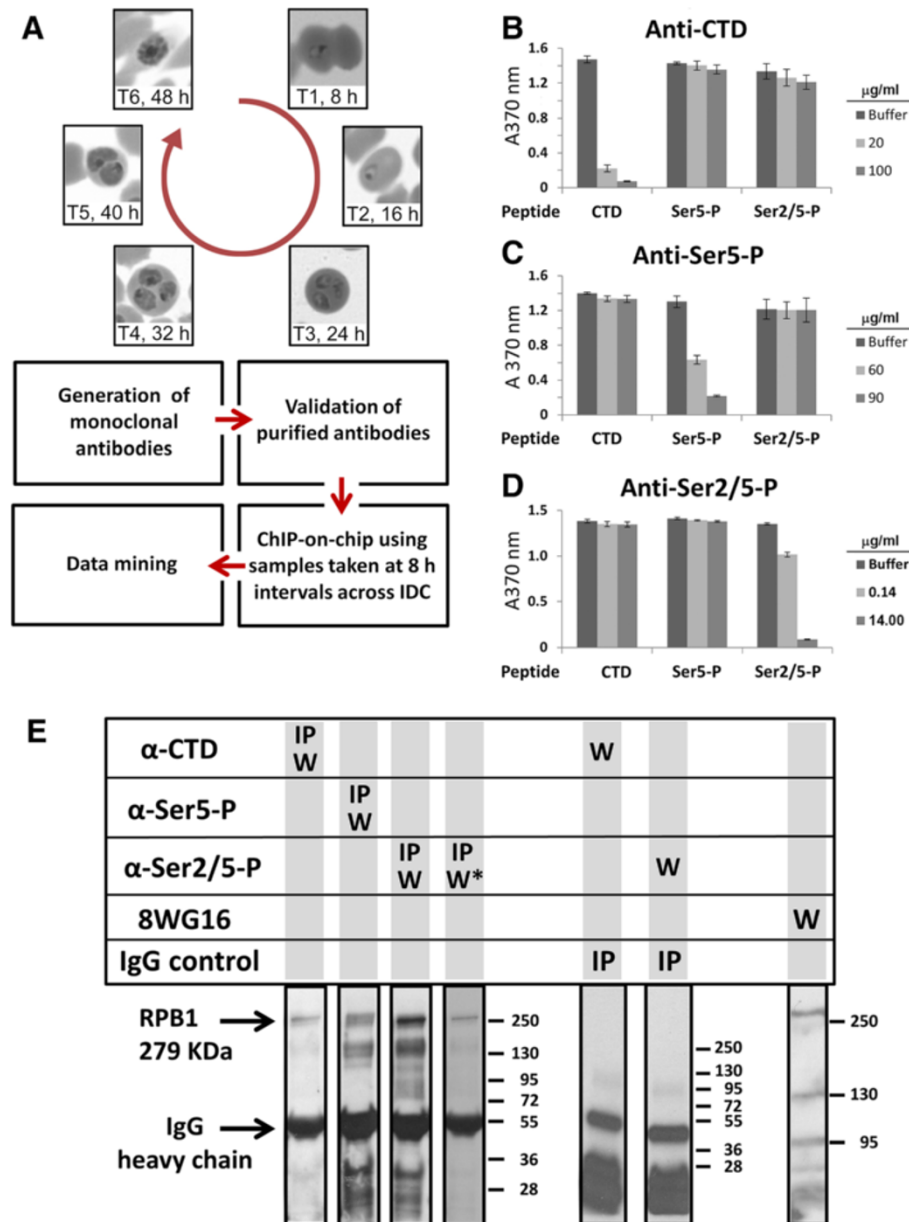 A
T6, 48 h
T1, 8 h
T5, 40 h
T2, 16 h
T4, 32 h
T3, 24 h
Generation of
monoclonal
antibodies
Validation of
purified antibodies
Data mining
ChIP-on-chip using
samples taken at 8 h
intervals across IDC
B
Anti-CTD
A370 nm
1.6
1.2
0.8
0.4
0
Peptide CTD Ser5-P Ser2/5-P
µg/ml
Buffer
20
100
C
Anti-Ser5-P
A 370 nm
1.6
1.2
0.8
0.4
0
Peptide CTD Ser5-P Ser2/5-P
µg/ml
Buffer
60
90
D
Anti-Ser2/5-P
A370 nm
1.5
1.0
0.5
0
Peptide CTD Ser5-P Ser2/5-P
µg/ml
Buffer
0.14
14.00
E
α-CTD IP W W
α-Ser5-P IP W
α-Ser2/5-P IP W IP W* W
8WG16 W
IgG control IP IP
RPB1
279 KDa
IgG
heavy chain
250
130
95
72
55
36
28
250
130
95
72
55
36
28
250
130
95